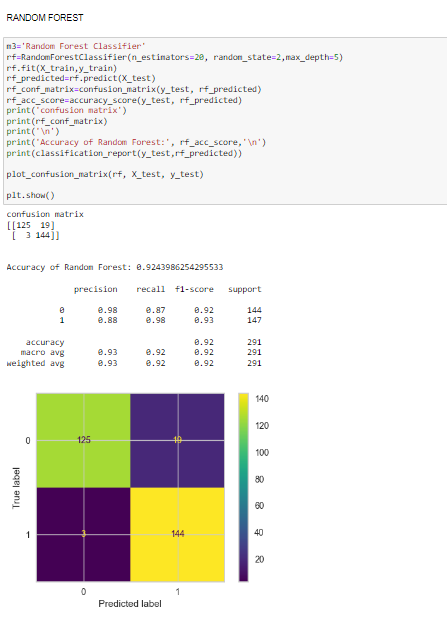 RANDOM FOREST
m3='Random Forest Classifier'
rf=RandomForestClassifier(n_estimators=20, random_state=2,max_depth=5)
rf.fit(X_train,y_train)
rf_predicted=rf.predict(X_test)
rf_conf_matrix=confusion_matrix(y_test, rf_predicted)
rf_acc_score=accuracy_score(y_test, rf_predicted)
print('confusion matrix')
print(rf_conf_matrix)
print('\n')
print('Accuracy of Random Forest:', rf_acc_score,'\n')
print(classification_report(y_test,rf_predicted))
plot_confusion_matrix(rf, X_test, y_test)
plt.show()
confusion matrix
[[125 19]
[ 3 144]]
Accuracy of Random Forest: 0.9243986254295533
precision recall f1-score support
0 0.98 0.87 0.92 144
1 0.88 0.98 0.93 147
accuracy 0.92 291
macro avg 0.93 0.92 0.92 291
weighted avg 0.93 0.92 0.92 291
140
120
100
80
60
40
20
True label
0
1
125
19
3
144
0
1
Predicted label